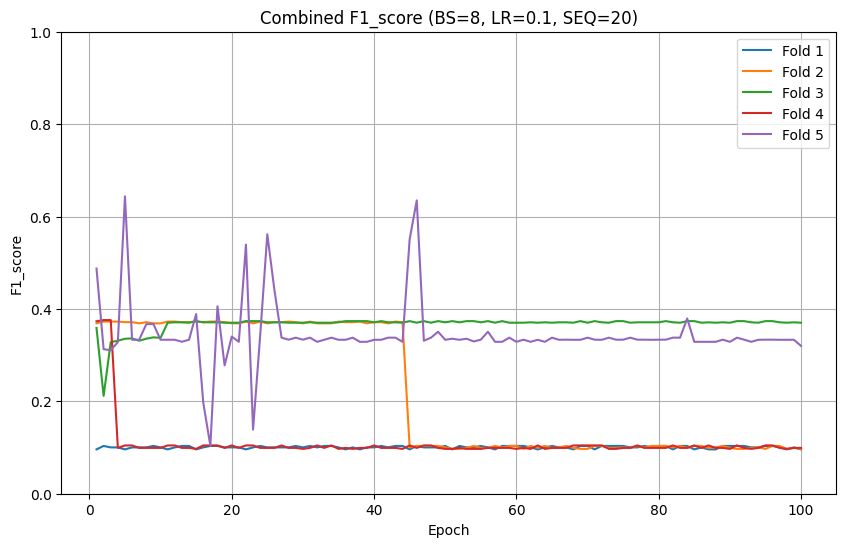 Combined F1_score (BS=8, LR=0.1, SEQ=20)
1.0
0.8
0.6
0.4
0.2
0.0
F1_score
0
20
40
60
80
100
Epoch
Fold 1
Fold 2
Fold 3
Fold 4
Fold 5